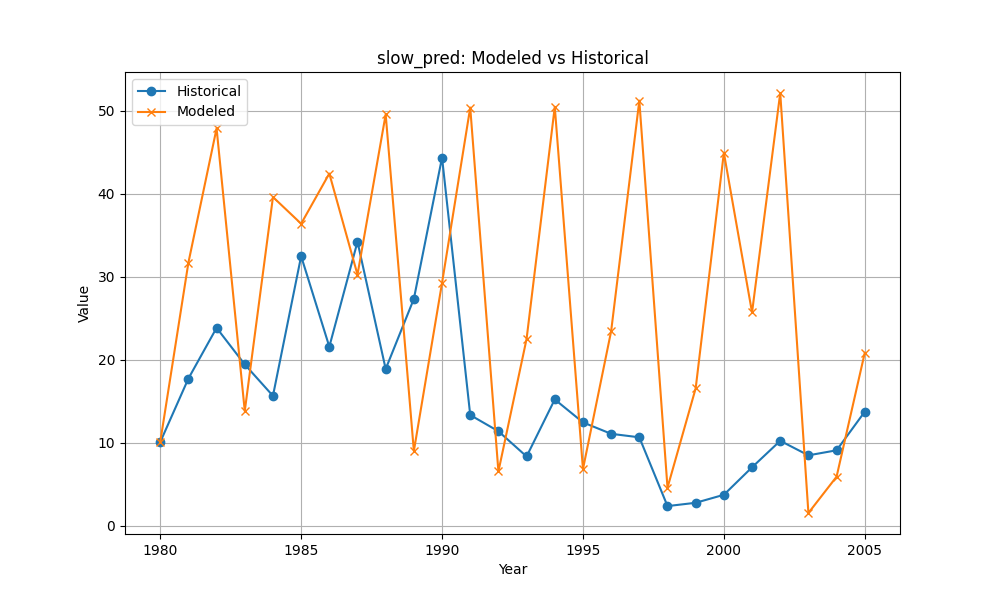 slow_pred: Modeled vs Historical
Historical
Modeled
50
40
30
20
10
0
Value
1980 1985 1990 1995 2000 2005
Year